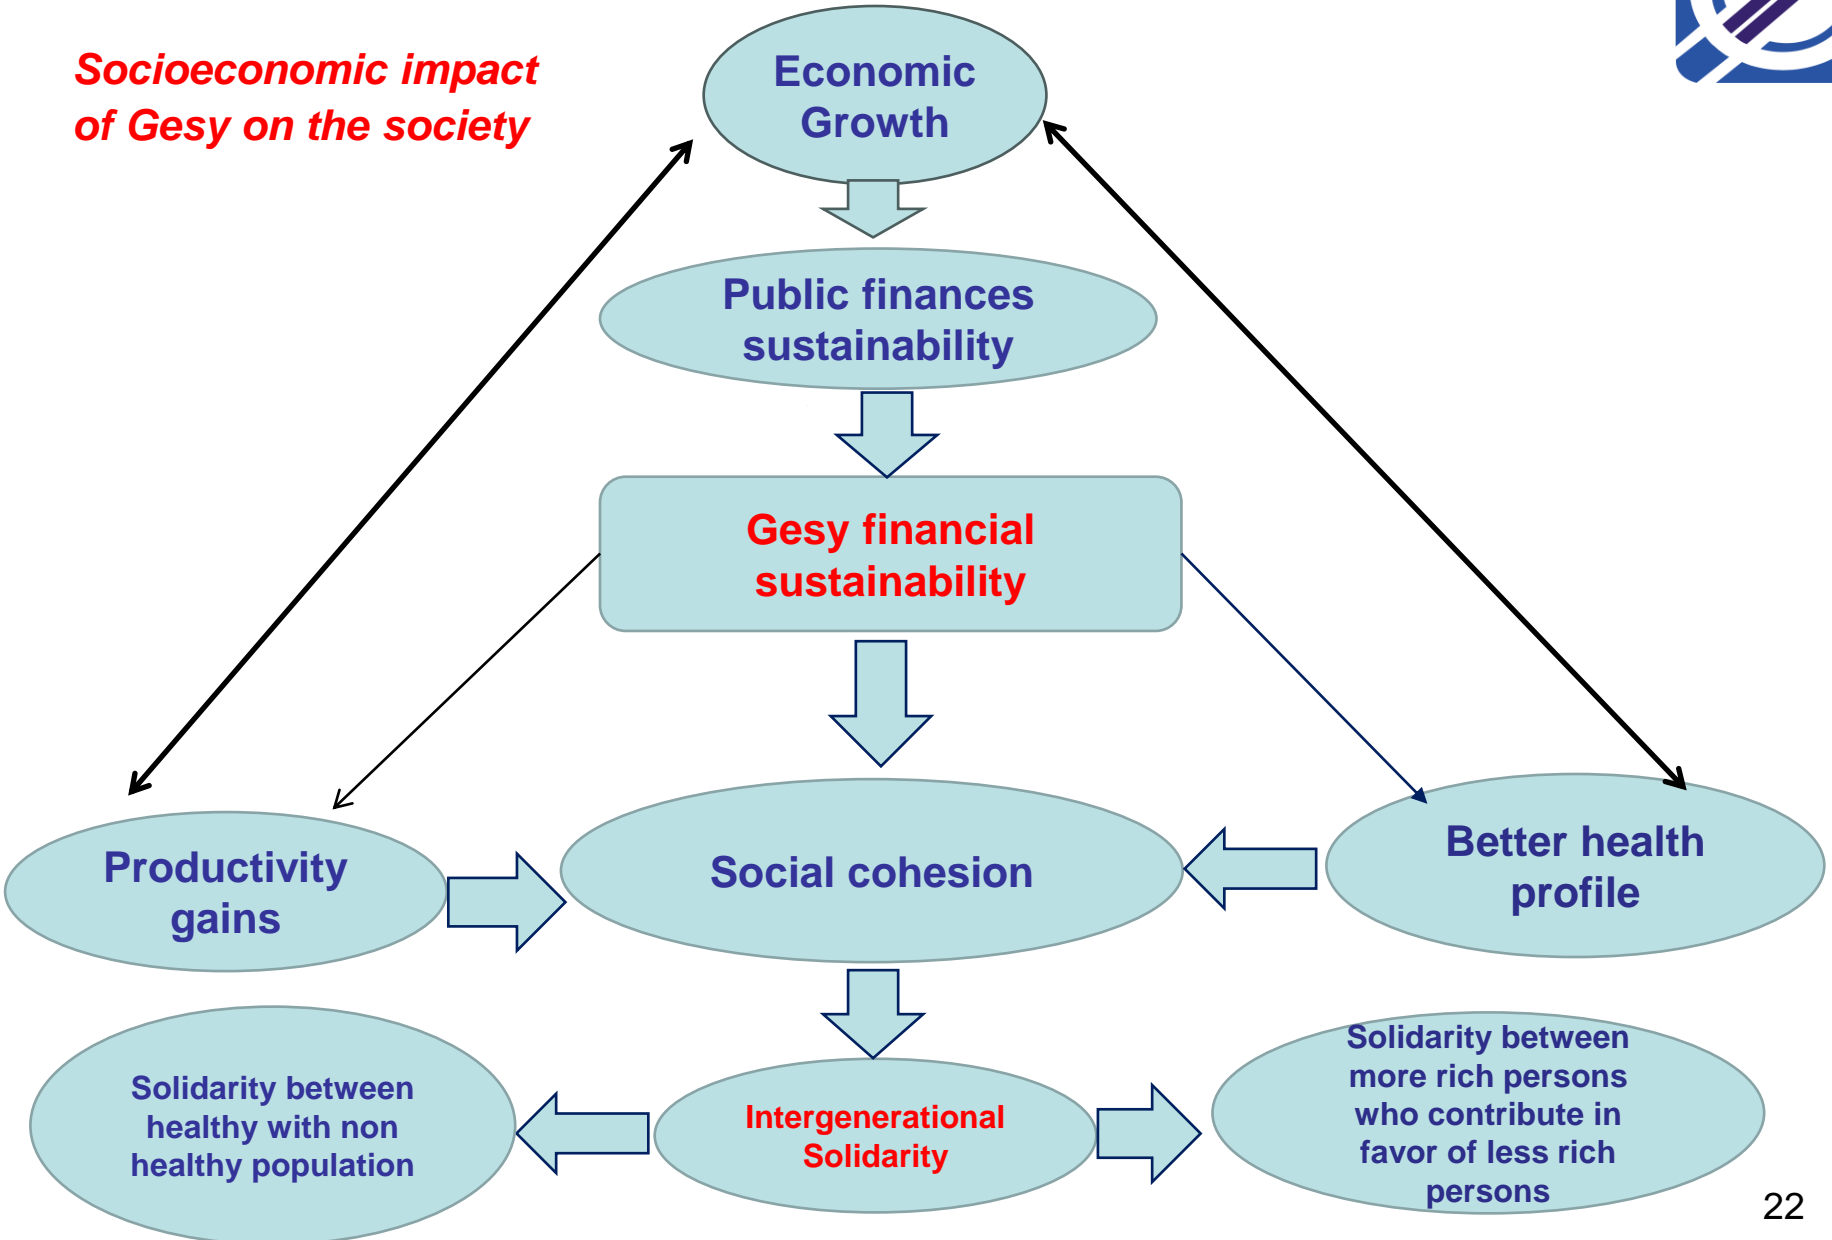 Socioeconomic impact
of Gesy on the society
Economic
Growth
Public finances
sustainability
Gesy financial
sustainability
Productivity
gains
Social cohesion
Better health
profile
Solidarity between
healthy with non
healthy population
Intergenerational
Solidarity
Solidarity between
more rich persons
who contribute in
favor of less rich
persons
22